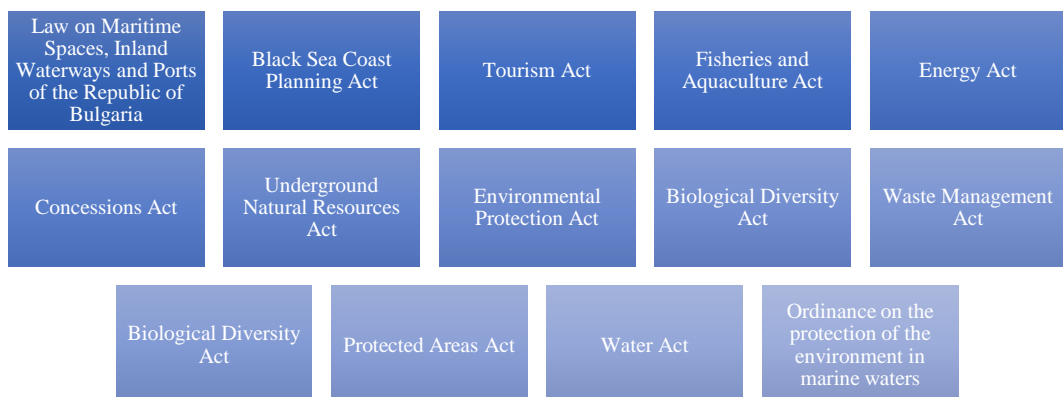 Law on Maritime
Spaces, Inland
Waterways and Ports
of the Republic of
Bulgaria
Black Sea Coast
Planning Act
Tourism Act
Fisheries and
Aquaculture Act
Energy Act
Concessions Act
Underground
Natural Resources
Act
Environmental
Protection Act
Biological Diversity
Act
Waste Management
Act
Biological Diversity
Act
Protected Areas Act
Water Act
Ordinance on the
protection of the
environment in
marine waters